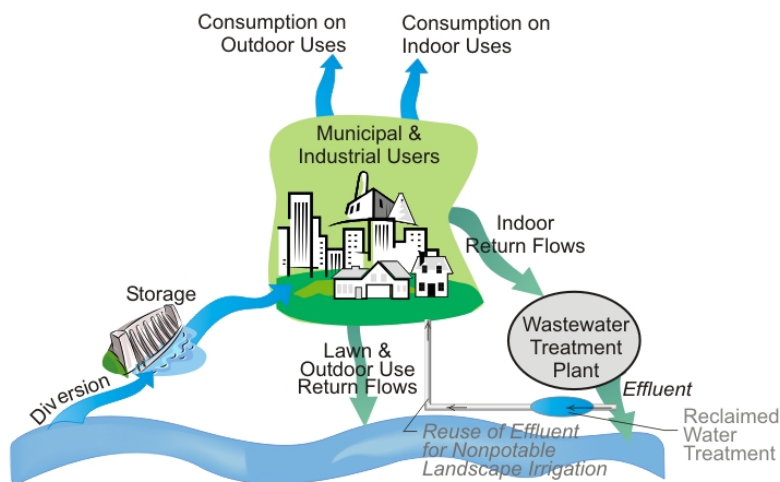 Consumption on
Outdoor Uses
Consumption on
Indoor Uses
Municipal &
Industrial Users
Indoor
Return Flows
Storage
Wastewater
Treatment
Plant
Lawn &
Outdoor Use
Return Flows
Diversion
Effluent
Reclaimed
Water
Treatment
Reuse of Effluent
for Nonpotable
Landscape Irrigation